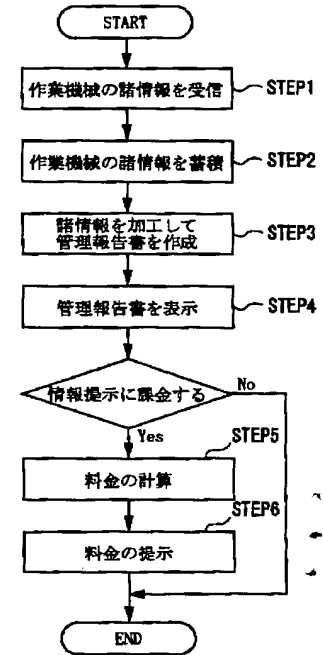 START
作業機械の諸情報を受信
STEP1
作業機械の諸情報を蓄積
STEP2
諸情報を加工して
管理報告書を作成
STEP3
管理報告書を表示
STEP4
情報提示に課金する
No
Yes
STEP5
料金の計算
STEP6
料金の提示
END